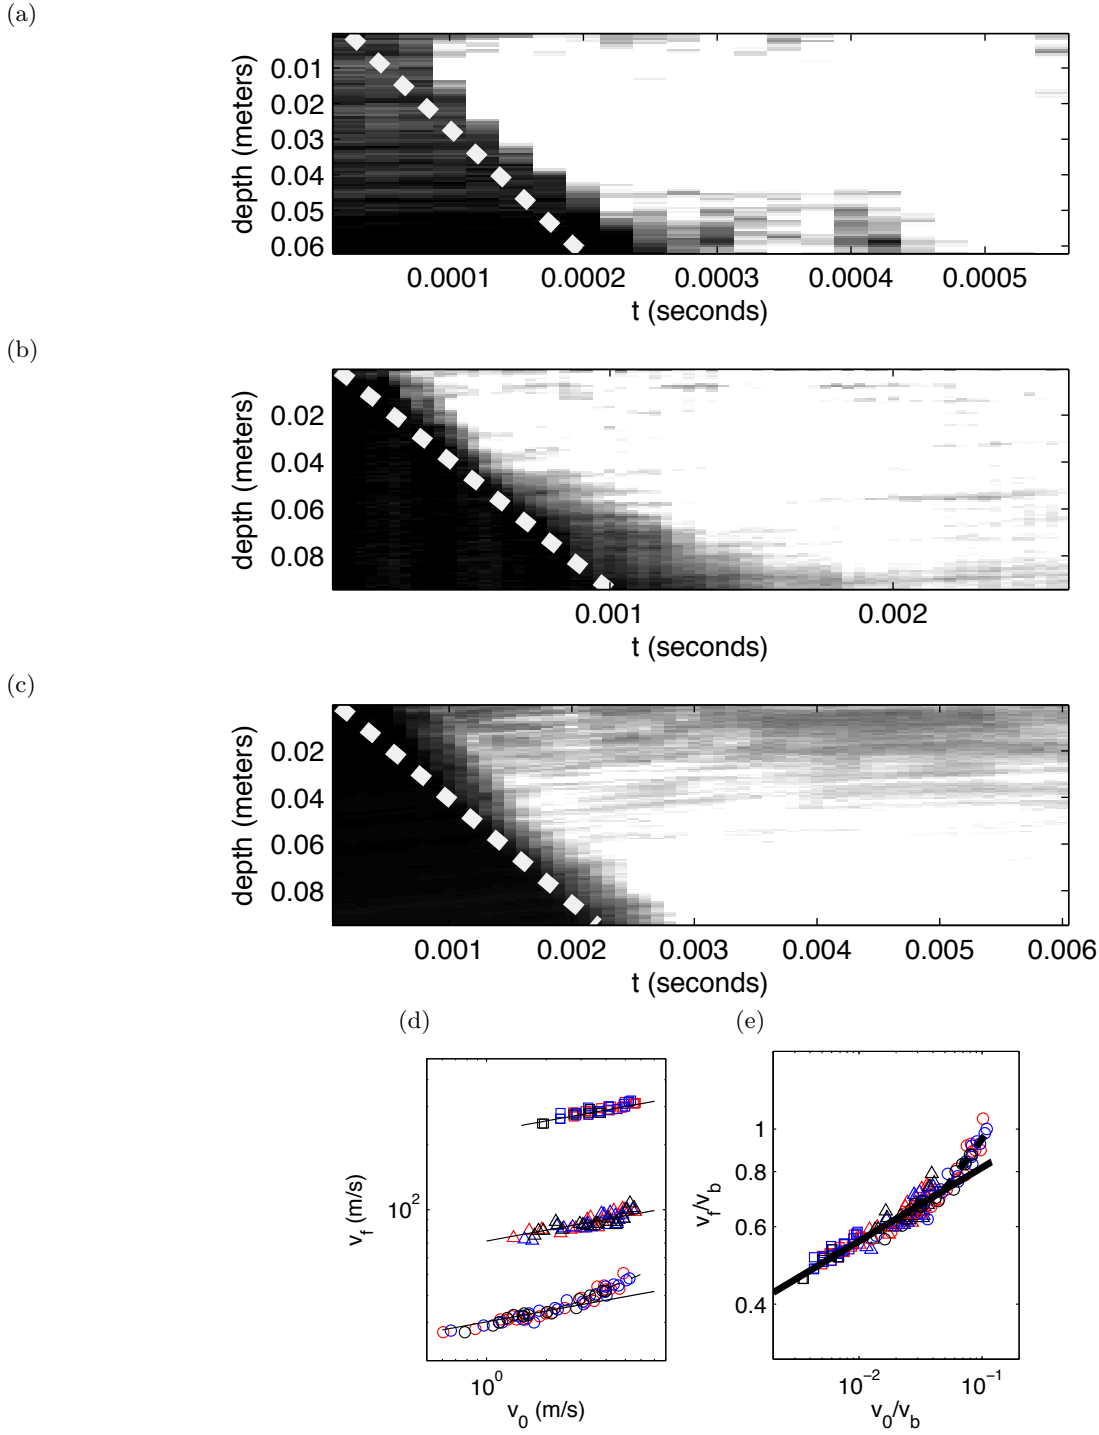 (a)
depth (meters)
0.01
0.02
0.03
0.04
0.05
0.06
0.0001 0.0002 0.0003 0.0004 0.0005
t (seconds)
(b)
depth (meters)
0.02
0.04
0.06
0.08
0.001 0.002
t (seconds)
(c)
depth (meters)
0.02
0.04
0.06
0.08
0.001 0.002 0.003 0.004 0.005 0.006
t (seconds)
(d)
v_f (m/s)
10^2
10^0
v_0 (m/s)
(e)
v_f/v_b
1
0.8
0.6
0.4
10^-2 10^-1
v_0/v_b